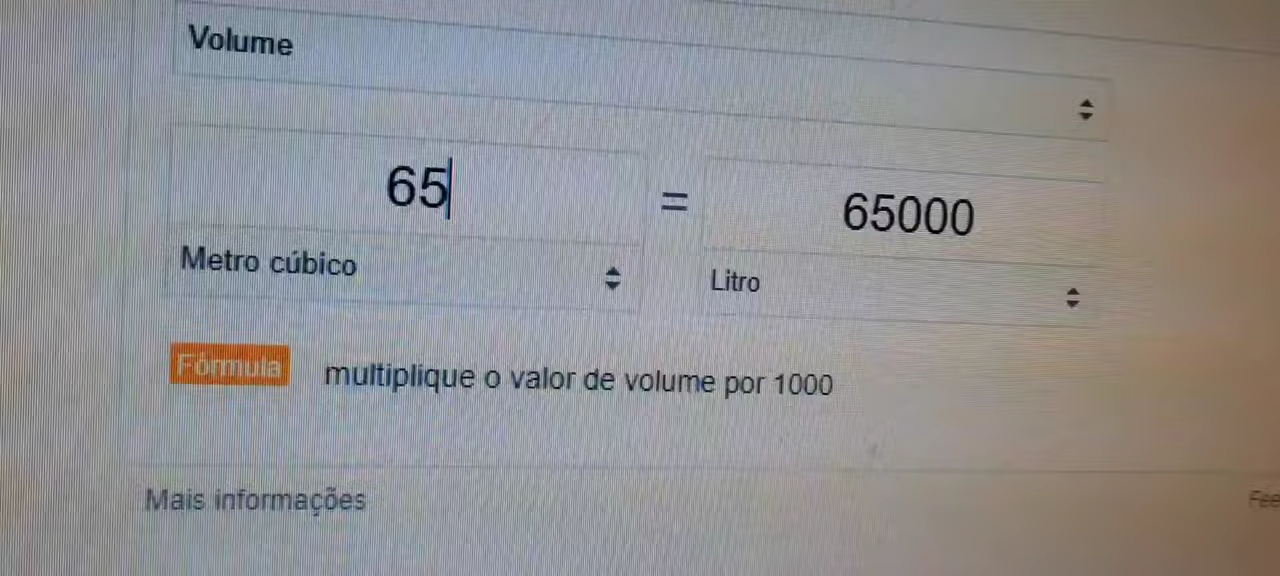 Volume
65 = 65000
Metro cúbico Litro
Fórmula multiplique o valor de volume por 1000
Mais informações